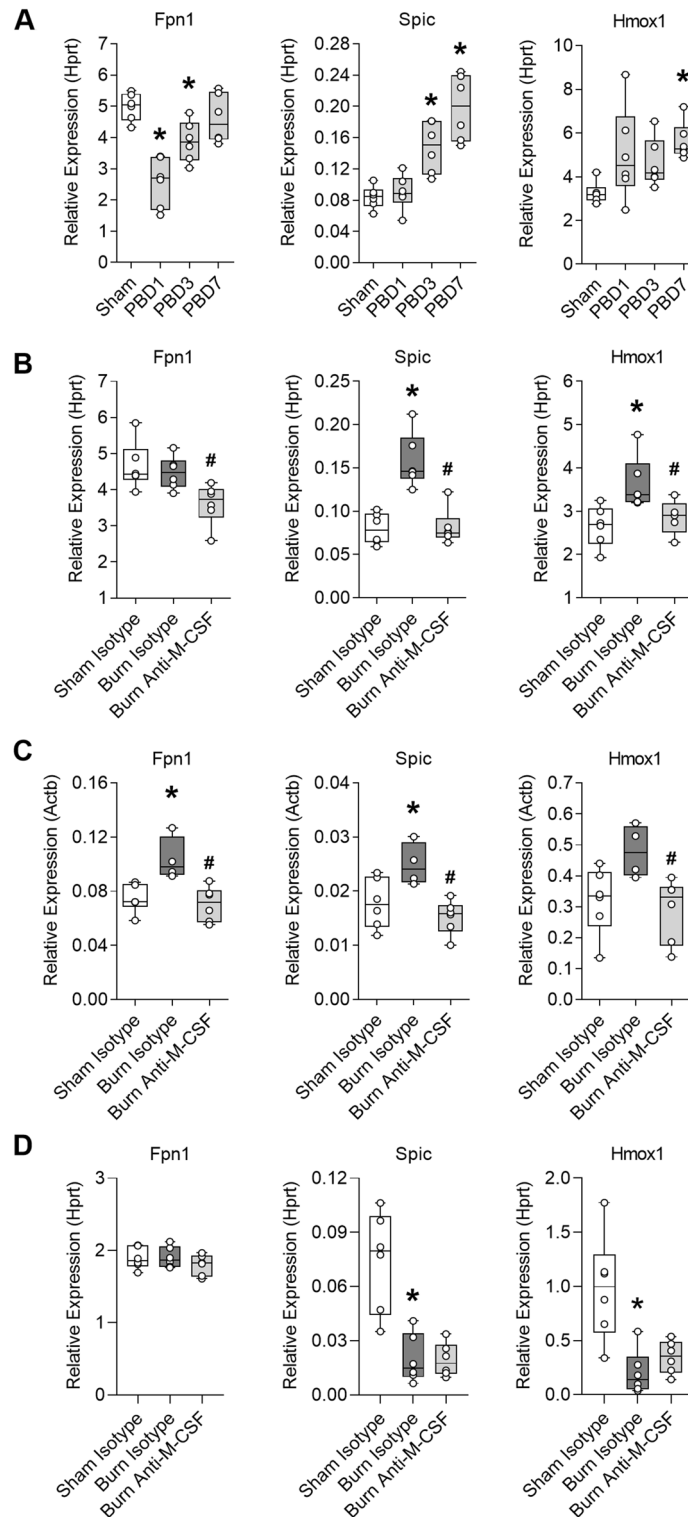 A
Fpn1
Spic
Hmox1
Relative Expression (Hprt)
7
6
5
4
3
2
1
0
*
*
Sham
PBD1
PBD3
PBD7
Relative Expression (Hprt)
0.28
0.24
0.20
0.16
0.12
0.08
0.04
0.00
*
*
Sham
PBD1
PBD3
PBD7
Relative Expression (Hprt)
10
8
6
4
2
0
*
Sham
PBD1
PBD3
PBD7
B
Fpn1
Spic
Hmox1
Relative Expression (Hprt)
7
6
5
4
3
1
#
Sham Isotype
Burn Isotype
Burn Anti-M-CSF
Relative Expression (Hprt)
0.25
0.20
0.15
0.10
0.05
0.00
*
#
Sham Isotype
Burn Isotype
Burn Anti-M-CSF
Relative Expression (Hprt)
6
5
4
3
2
1
*
#
Sham Isotype
Burn Isotype
Burn Anti-M-CSF
C
Fpn1
Spic
Hmox1
Relative Expression (Actb)
0.16
0.12
0.08
0.04
0.00
*
#
Sham Isotype
Burn Isotype
Burn Anti-M-CSF
Relative Expression (Actb)
0.04
0.03
0.02
0.01
0.00
*
#
Sham Isotype
Burn Isotype
Burn Anti-M-CSF
Relative Expression (Actb)
0.7
0.6
0.5
0.4
0.3
0.2
0.1
0.0
#
Sham Isotype
Burn Isotype
Burn Anti-M-CSF
D
Fpn1
Spic
Hmox1
Relative Expression (Hprt)
3
2
1
0
Sham Isotype
Burn Isotype
Burn Anti-M-CSF
Relative Expression (Hprt)
0.12
0.09
0.06
0.03
0.00
*
Sham Isotype
Burn Isotype
Burn Anti-M-CSF
Relative Expression (Hprt)
2.0
1.5
1.0
0.5
0.0
*
Sham Isotype
Burn Isotype
Burn Anti-M-CSF